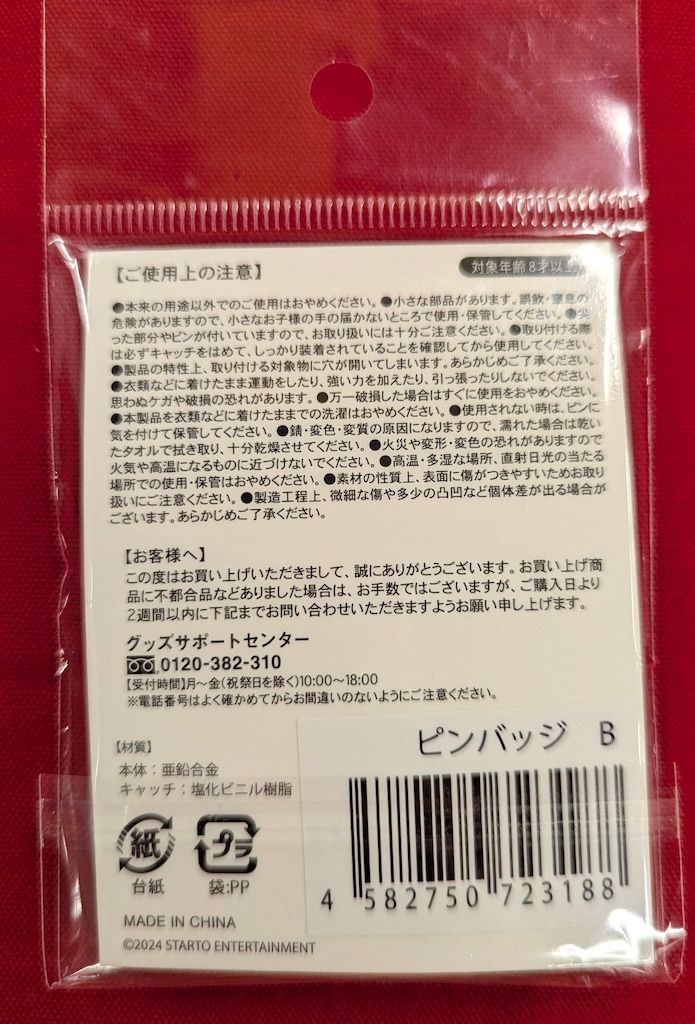 【ご使用上の注意】
対象年齢8才以上
●本来の用途以外でのご使用はおやめください。●小さな部品があります。誤飲・窒息の
危険がありますので、小さなお子様の手の届かないところで使用・保管してください。●尖
った部分やピンが付いていますので、お取り扱いには十分ご注意ください。●取り付ける際
は必ずキャッチをはめて、しっかり装着されていることを確認してから使用してください。
●製品の特性上、取り付ける対象物に穴が開いてしまいます。あらかじめご了承ください。
●衣類などに着けたまま運動をしたり、強い力を加えたり、引っ張ったりしないでください。
思わぬケガや破損の恐れがあります。●万一破損した場合はすぐに使用をおやめください。
●本製品を衣類などに着けたままでの洗濯はおやめください。●使用されない時は、ピンに
気を付けて保管してください。●錆・変色・変質の原因になりますので、濡れた場合は乾い
たタオルで拭き取り、十分乾燥させてください。●火災や変形・変色の恐れがありますので
火気や高温になるものに近づけないでください。●高温・多湿な場所、直射日光の当たる
場所での使用・保管はおやめください。●素材の性質上、表面に傷がつきやすいためお取り
扱いにご注意ください。●製造工程上、微細な傷や多少の凸凹など個体差が出る場合が
ございます。あらかじめご了承ください。
【お客様へ】
この度はお買い上げいただきまして、誠にありがとうございます。お買い上げ商
品に不都合品などありました場合は、お手数ではございますが、ご購入日より
2週間以内に下記までお問い合わせいただきますようお願い申し上げます。
グッズサポートセンター
0120-382-310
【受付時間】月〜金(祝祭日を除く)10:00〜18:00
※電話番号はよく確かめてからお間違いのないようにご注意ください。
【材質】
本体：亜鉛合金
キャッチ：塩化ビニル樹脂
紙
プラ
台紙
袋:PP
MADE IN CHINA
©2024 STARTO ENTERTAINMENT
ピンバッジ B
4 582750 723188